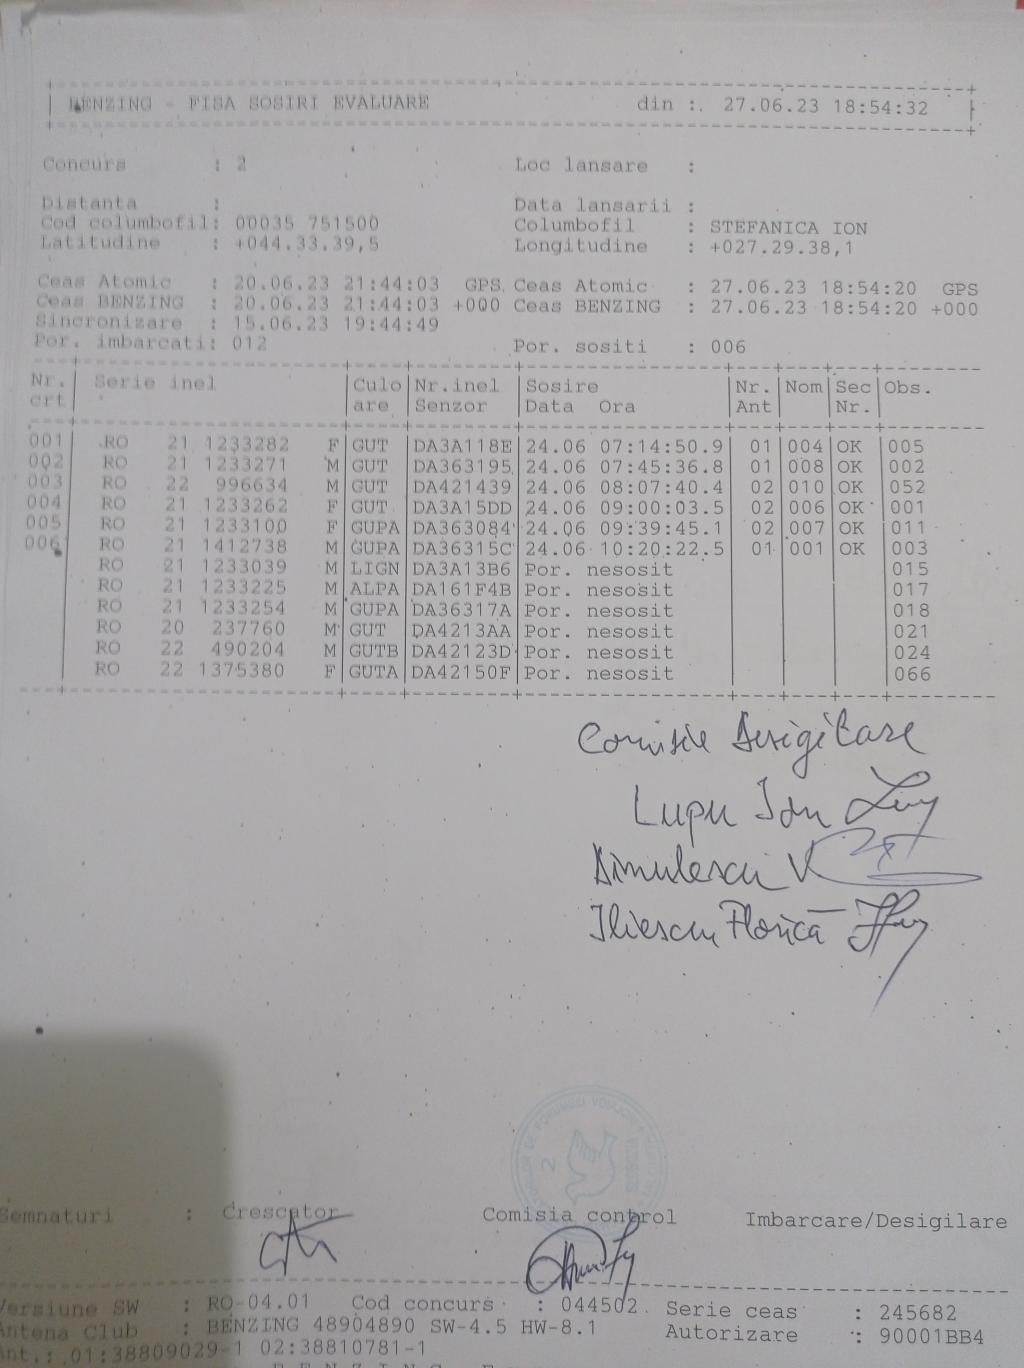 BENZING - FISA SOSIRI EVALUARE din :. 27.06.23 18:54:32
Concurs : 2 Loc lansare :
Distanta : Data lansarii :
Cod columbofil: 00035 751500 Columbofil : STEFANICA ION
Latitudine : +044.33.39,5 Longitudine : +027.29.38,1
Ceas Atomic : 20.06.23 21:44:03 GPS Ceas Atomic : 27.06.23 18:54:20 GPS
Ceas BENZING : 20.06.23 21:44:03 +000 Ceas BENZING : 27.06.23 18:54:20 +000
Sincronizare : 15.06.23 19:44:49
Por. imbarcati: 012 Por. sositi : 006
Nr. Serie inel Culo Nr.inel Sosire Nr. Nom Sec Obs.
crt are Senzor Data Ora Ant Nr.
001 RO 21 1233282 F GUT DA3A118E 24.06 07:14:50.9 01 004 OK 005
002 RO 21 1233271 M GUT DA363195 24.06 07:45:36.8 01 008 OK 002
003 RO 22 996634 M GUT DA421439 24.06 08:07:40.4 02 010 OK 052
004 RO 21 1233262 F GUT DA3A15DD 24.06 09:00:03.5 02 006 OK 001
005 RO 21 1233100 F GUPA DA363084 24.06 09:39:45.1 02 007 OK 011
006 RO 21 1412738 M GUPA DA36315C 24.06 10:20:22.5 01 001 OK 003
RO 21 1233039 M LIGN DA3A13B6 Por. nesosit 015
RO 21 1233225 M ALPA DA161F4B Por. nesosit 017
RO 21 1233254 M GUPA DA36317A Por. nesosit 018
RO 20 237760 M GUT DA4213AA Por. nesosit 021
RO 22 490204 M GUTB DA42123D Por. nesosit 024
RO 22 1375380 F GUTA DA42150F Por. nesosit 066
Comisie Desigilare
Lupu Ion
Dimulescu V
Iliescu Florică
Semnaturi : Crescator Comisia control Imbarcare/Desigilare
Versiune SW : RO-04.01 Cod concurs : 044502 Serie ceas : 245682
Antena Club : BENZING 48904890 SW-4.5 HW-8.1 Autorizare : 90001BB4
Ant.: 01:38809029-1 02:38810781-1